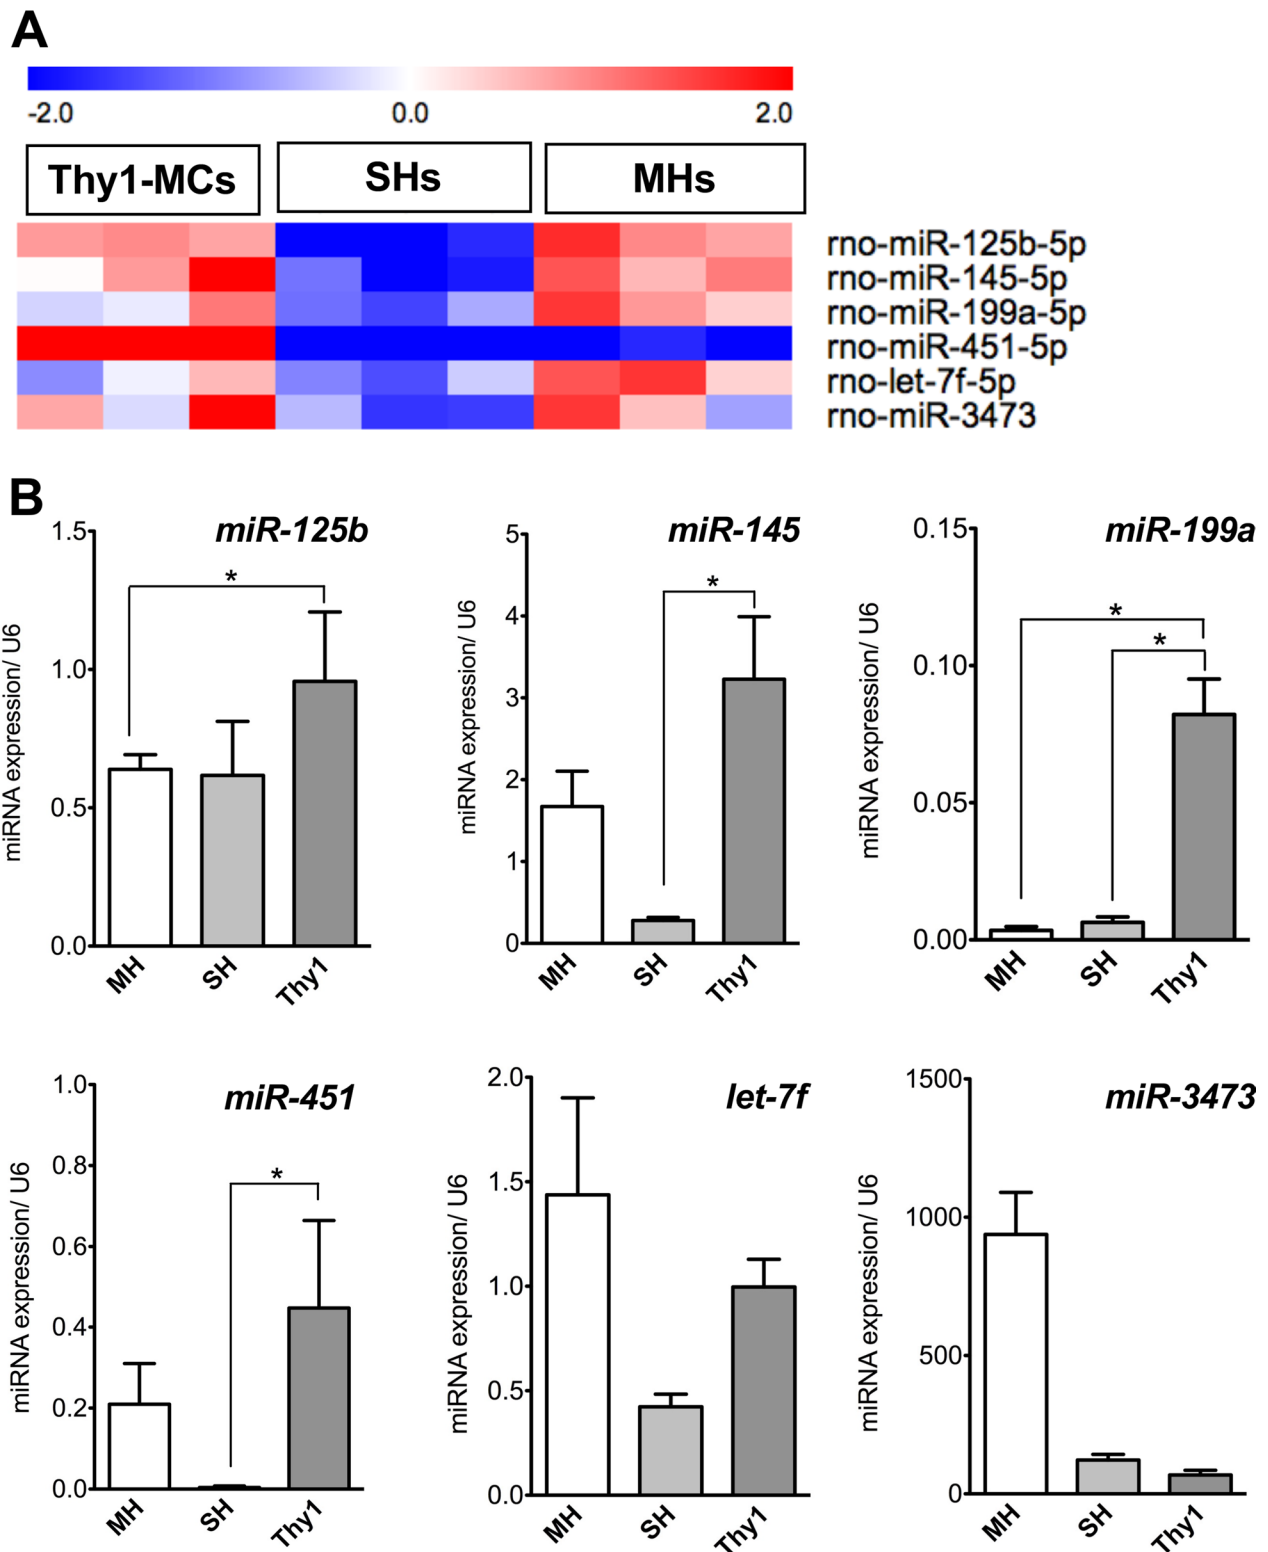 A
-2.0 0.0 2.0
Thy1-MCs SHs MHs
rno-miR-125b-5p
rno-miR-145-5p
rno-miR-199a-5p
rno-miR-451-5p
rno-let-7f-5p
rno-miR-3473
B
miR-125b
miRNA expression/ U6
1.5
1.0
0.5
0.0
*
MH SH Thy1
miR-145
miRNA expression/ U6
5
4
3
2
1
0
*
MH SH Thy1
miR-199a
miRNA expression/ U6
0.15
0.10
0.05
0.00
*
*
MH SH Thy1
miR-451
miRNA expression/ U6
1.0
0.8
0.6
0.4
0.2
0.0
*
MH SH Thy1
let-7f
miRNA expression/ U6
2.0
1.5
1.0
0.5
0.0
MH SH Thy1
miR-3473
miRNA expression/ U6
1500
1000
500
0
MH SH Thy1